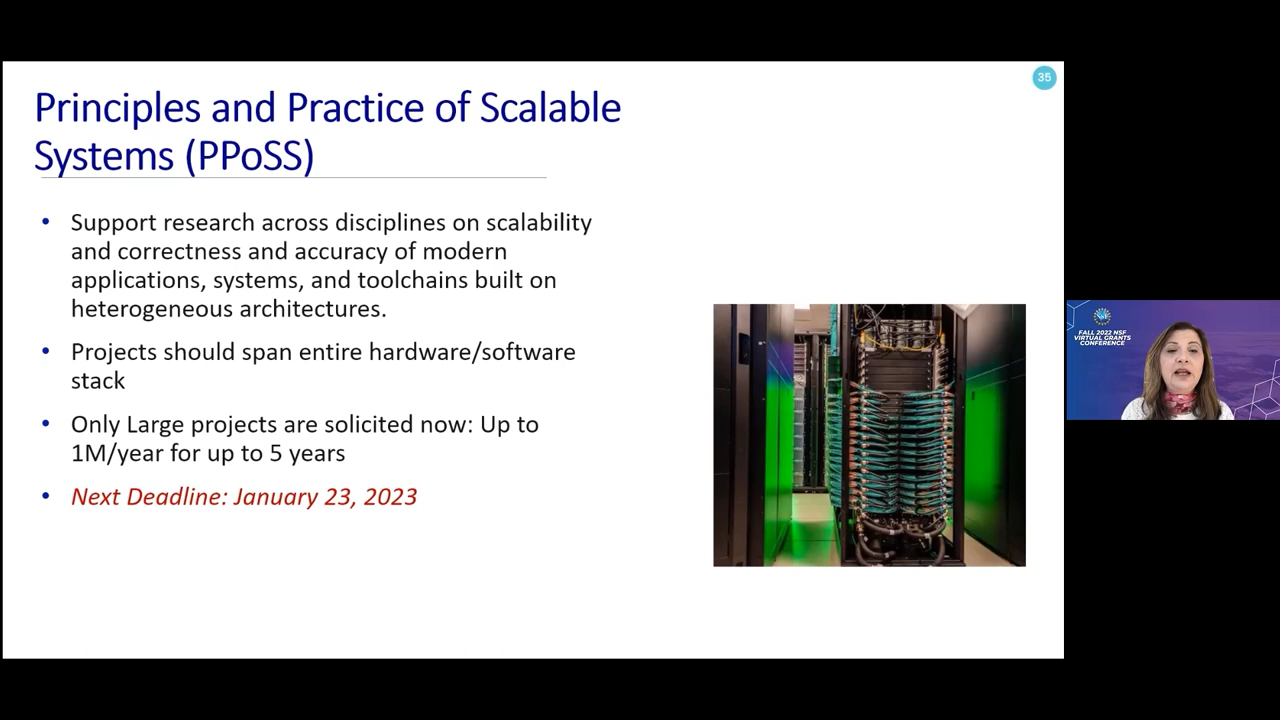 35
Principles and Practice of Scalable
Systems (PPoSS)
• Support research across disciplines on scalability
and correctness and accuracy of modern
applications, systems, and toolchains built on
heterogeneous architectures.
• Projects should span entire hardware/software
stack
• Only Large projects are solicited now: Up to
1M/year for up to 5 years
• Next Deadline: January 23, 2023
FALL 2022 NSF
VIRTUAL GRANTS
CONFERENCE